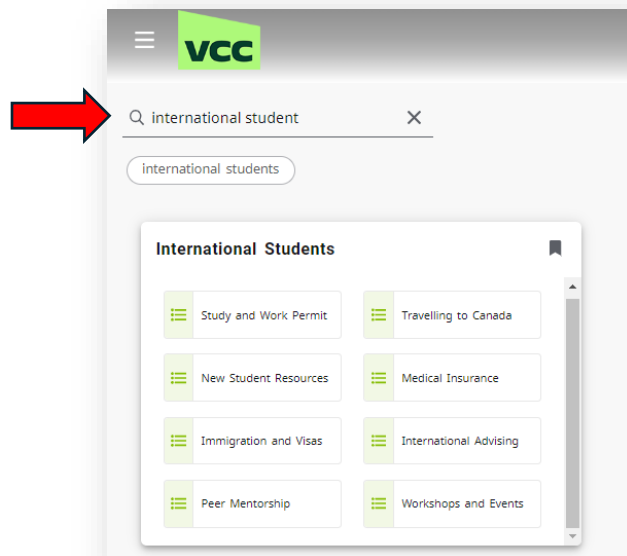 VCC
international student
international students
International Students
Study and Work Permit
Travelling to Canada
New Student Resources
Medical Insurance
Immigration and Visas
International Advising
Peer Mentorship
Workshops and Events